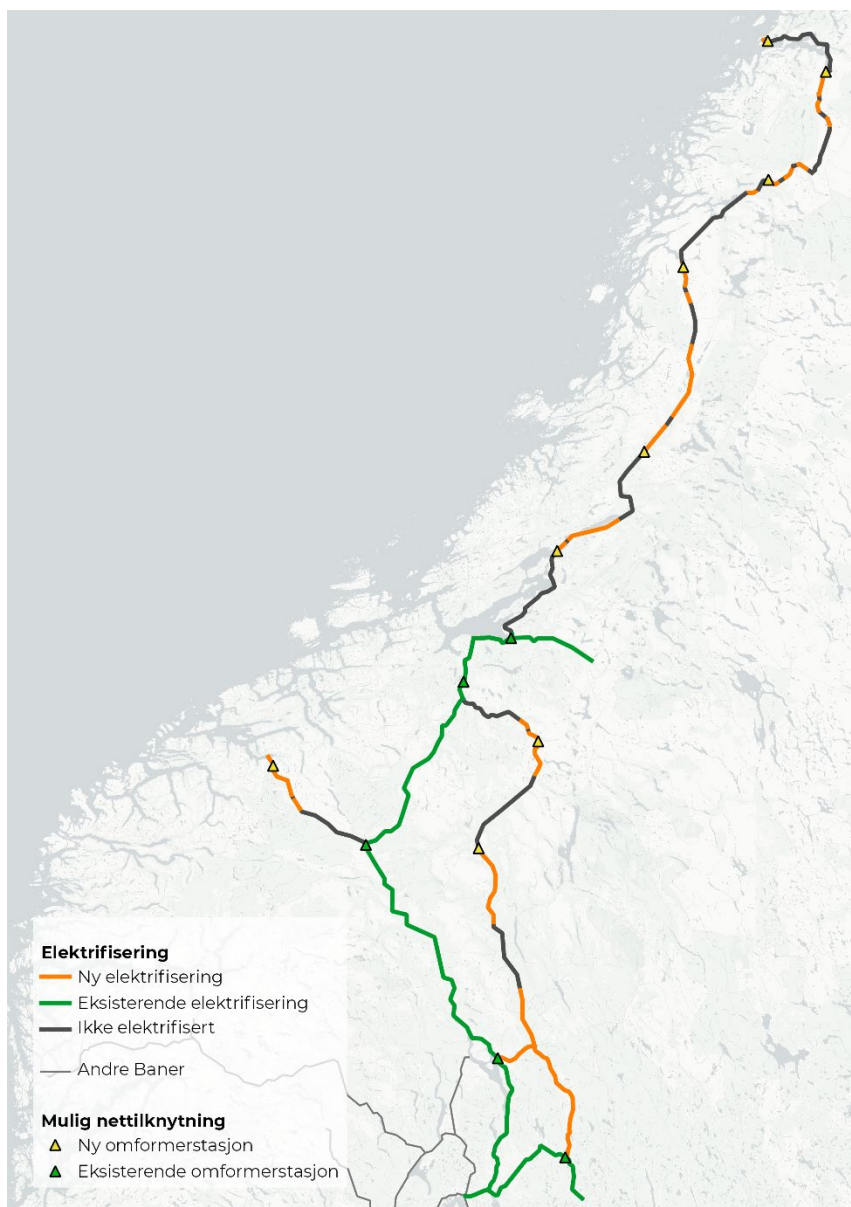 Elektrifisering
Ny elektrifisering
Eksisterende elektrifisering
Ikke elektrifisert
Andre Baner
Mulig nettilknytning
Ny omformerstasjon
Eksisterende omformerstasjon